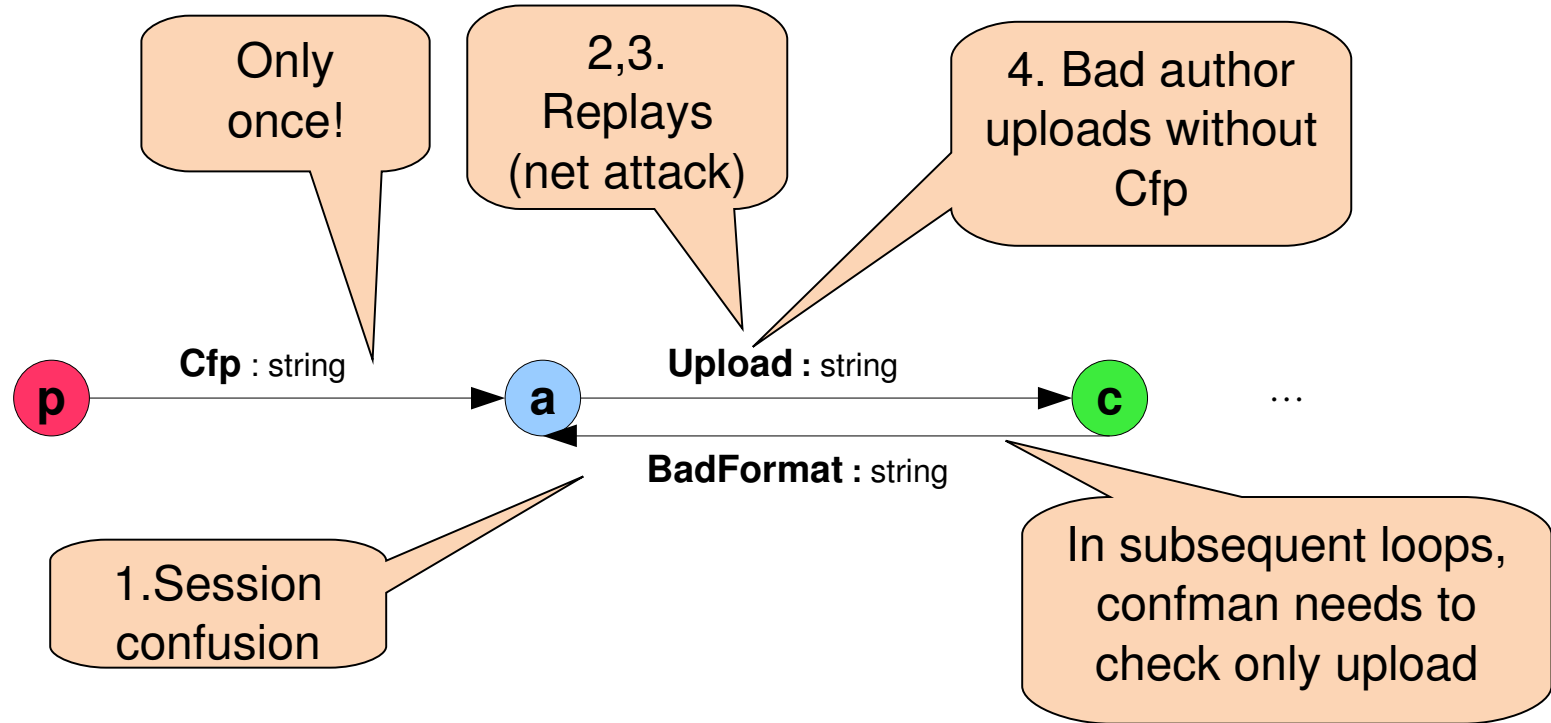 Only
once!
2,3.
Replays
(net attack)
4. Bad author
uploads without
Cfp
Cfp : string
Upload : string
p
a
c
...
BadFormat : string
1.Session
confusion
In subsequent loops,
confman needs to
check only upload